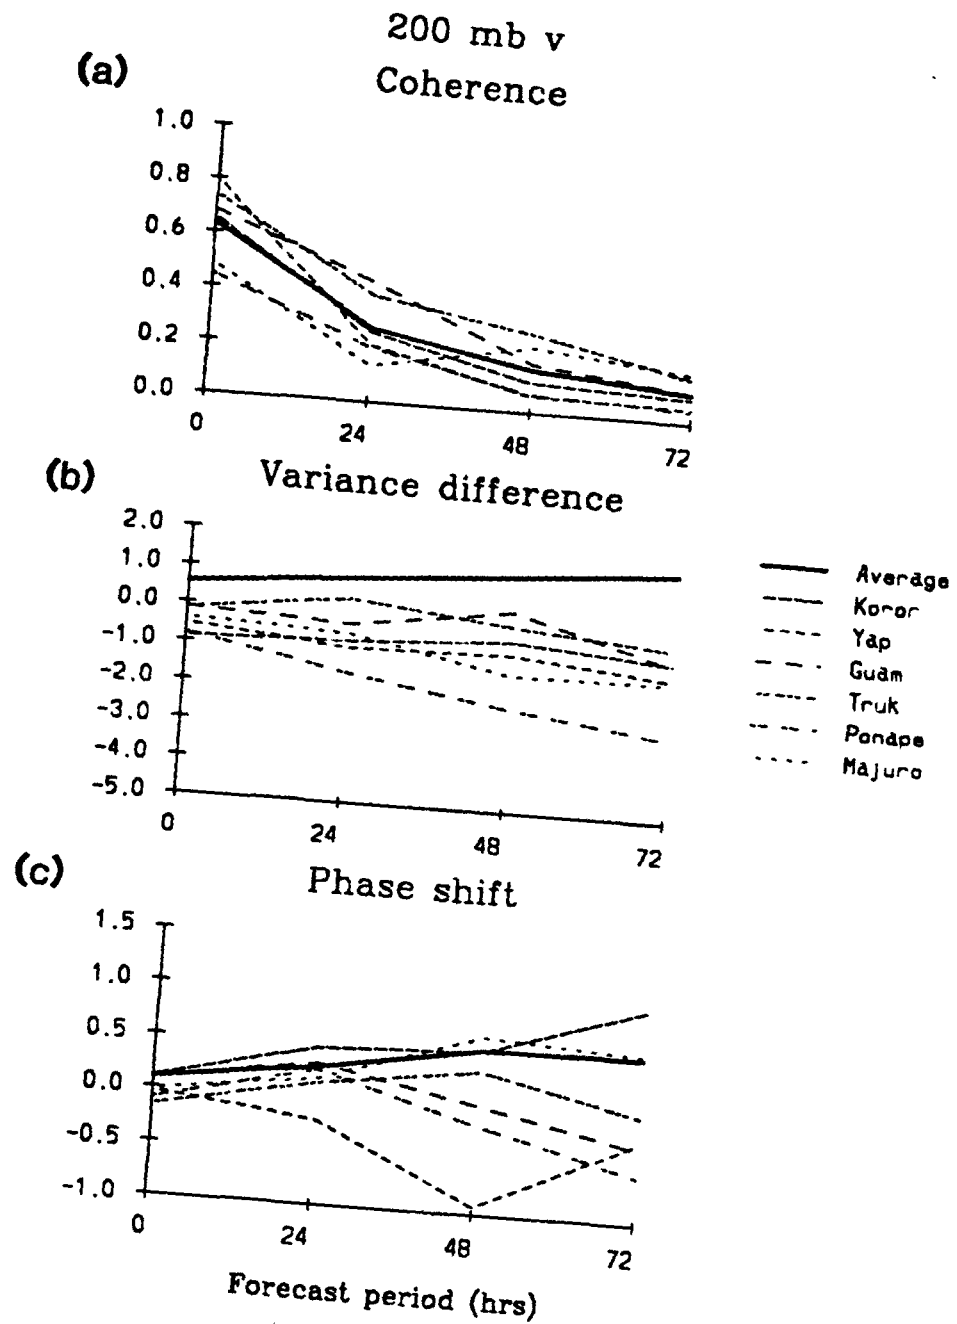 200 mb v
(a)
Coherence
1.0
0.8
0.6
0.4
0.2
0.0
0
24
48
72
(b)
Variance difference
2.0
1.0
0.0
-1.0
-2.0
-3.0
-4.0
-5.0
0
24
48
72
Average
Koror
Yap
Guam
Truk
Ponape
Majuro
(c)
Phase shift
1.5
1.0
0.5
0.0
-0.5
-1.0
0
24
48
72
Forecast period (hrs)